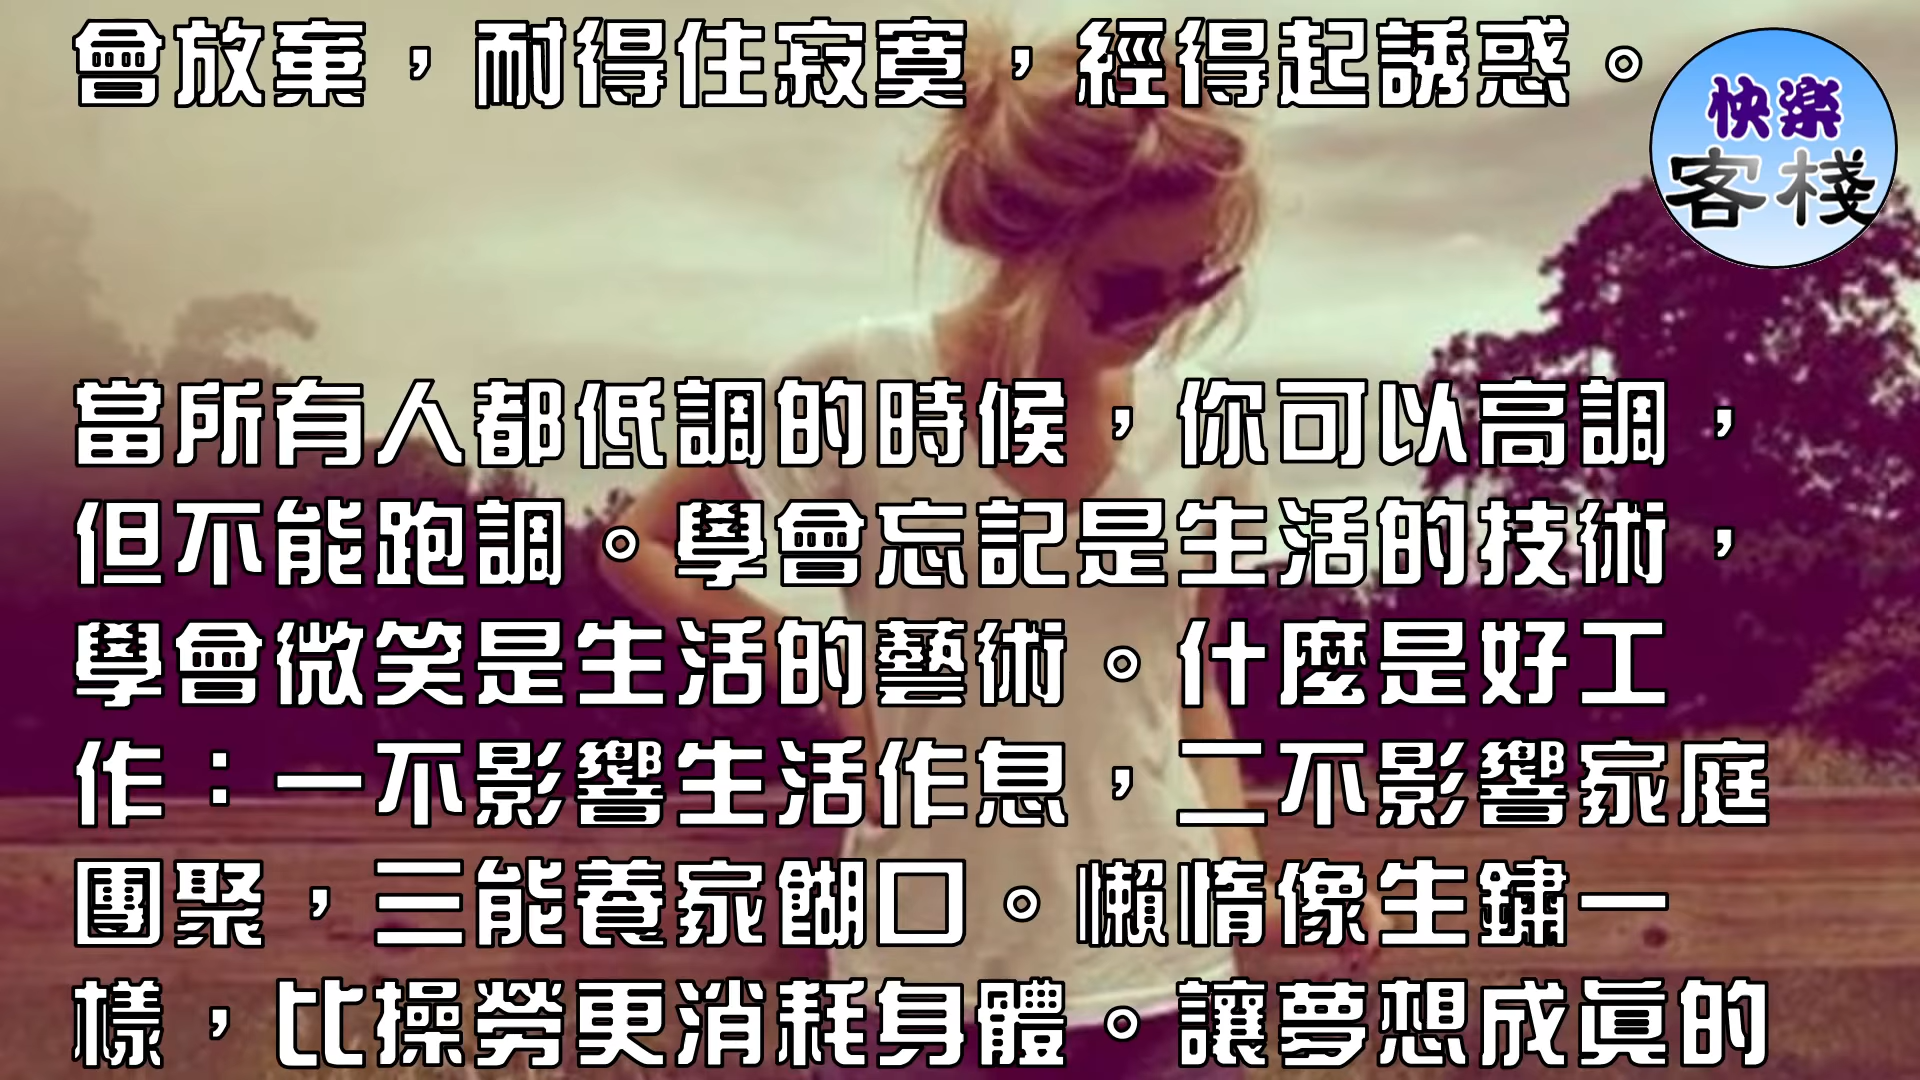 會放棄，耐得住寂寞，經得起誘惑。
快樂
客棧
當所有人都低調的時候，你可以高調，
但不能跑調。學會忘記是生活的技術，
學會微笑是生活的藝術。什麼是好工
作：一不影響生活作息，二不影響家庭
團聚，三能養家餬口。懶惰像生鏽一
樣，比操勞更消耗身體。讓夢想成真的